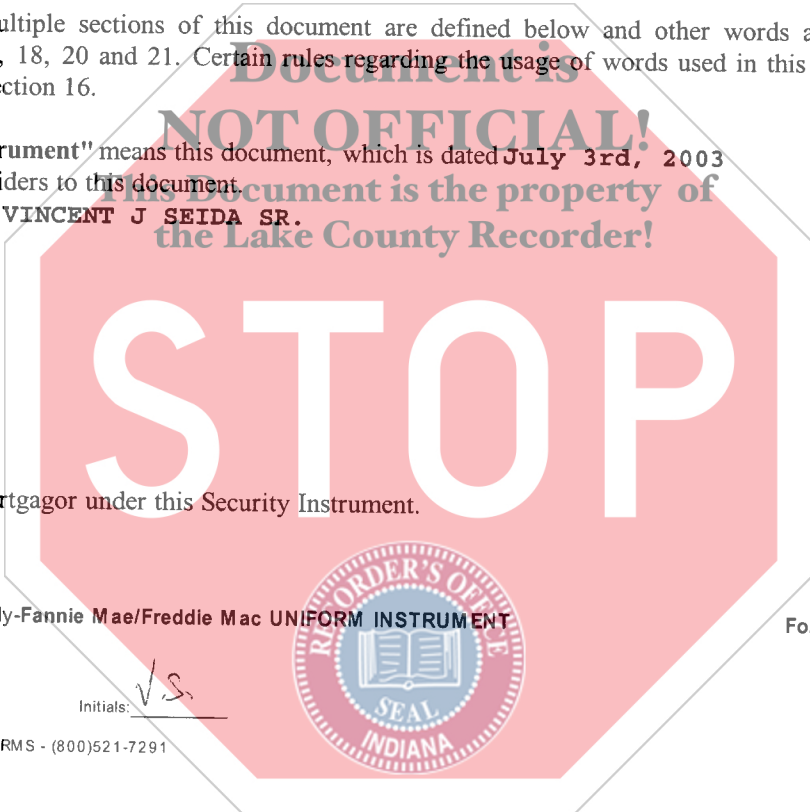 ultiple sections of this document are defined below and other words a
, 18, 20 and 21. Certain rules regarding the usage of words used in this
ction 16.
Document is
NOT OFFICIAL!
This Document is the property of
the Lake County Recorder!
rument" means this document, which is dated July 3rd, 2003
iders to this document.
VINCENT J SEIDA SR.
STOP
rtgagor under this Security Instrument.
ly-Fannie Mae/Freddie Mac UNIFORM INSTRUMENT
Fo
Initials: V.S.
RMS - (800)521-7291
RECORDER'S OFFICE
SEAL
INDIANA